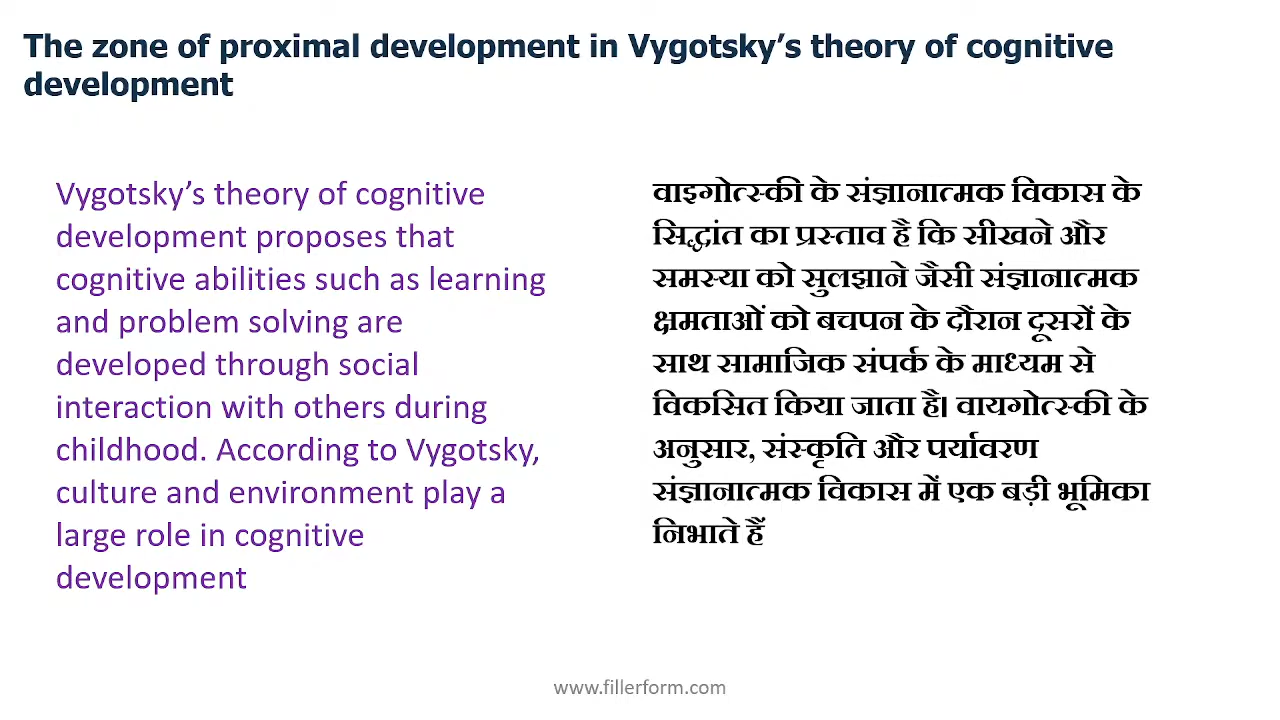 The zone of proximal development in Vygotsky’s theory of cognitive
development
Vygotsky’s theory of cognitive
development proposes that
cognitive abilities such as learning
and problem solving are
developed through social
interaction with others during
childhood. According to Vygotsky,
culture and environment play a
large role in cognitive
development
वाइगोत्स्की के संज्ञानात्मक विकास के
सिद्धांत का प्रस्ताव है कि सीखने और
समस्या को सुलझाने जैसी संज्ञानात्मक
क्षमताओं को बचपन के दौरान दूसरों के
साथ सामाजिक संपर्क के माध्यम से
विकसित किया जाता है। वायगोत्स्की के
अनुसार, संस्कृति और पर्यावरण
संज्ञानात्मक विकास में एक बड़ी भूमिका
निभाते हैं
www.fillerform.com